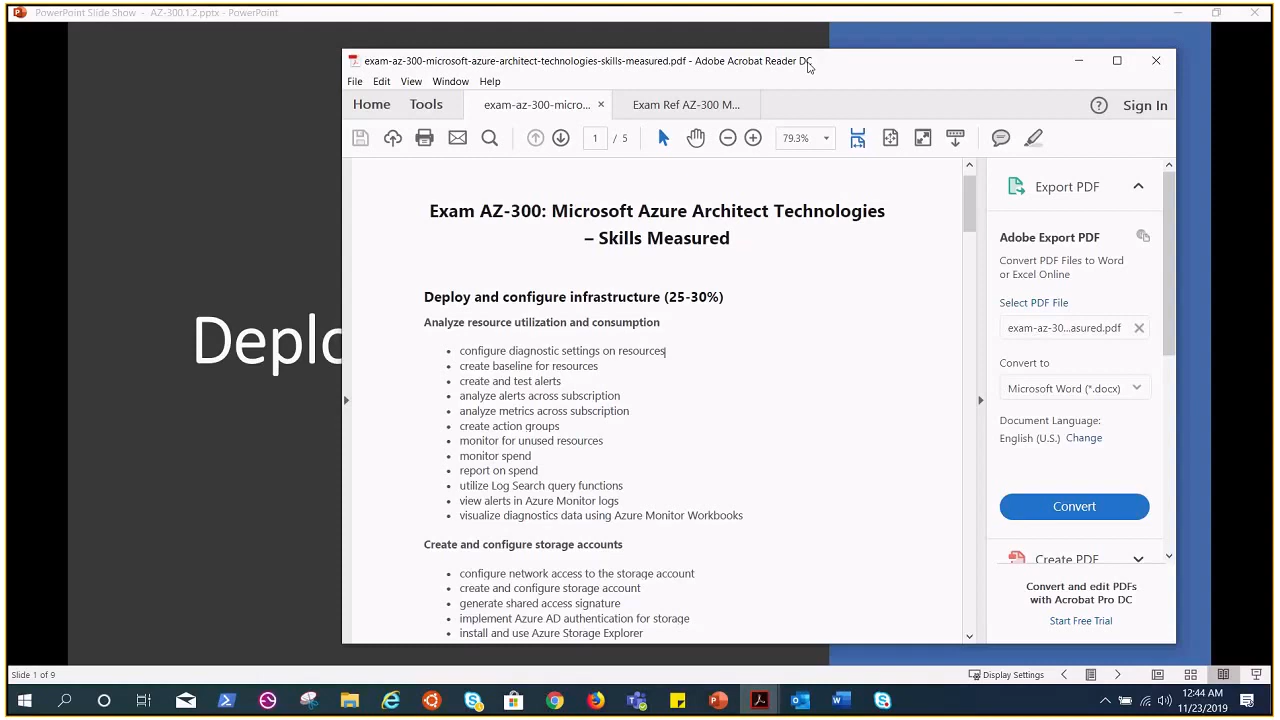 PowerPoint Slide Show - AZ-300.1.2.pptx - PowerPoint
exam-az-300-microsoft-azure-architect-technologies-skills-measured.pdf - Adobe Acrobat Reader DC
File Edit View Window Help
Home Tools exam-az-300-micro... × Exam Ref AZ-300 M... Sign In
1 / 5 79.3%
Exam AZ-300: Microsoft Azure Architect Technologies
– Skills Measured
Deploy and configure infrastructure (25-30%)
Analyze resource utilization and consumption
• configure diagnostic settings on resources
• create baseline for resources
• create and test alerts
• analyze alerts across subscription
• analyze metrics across subscription
• create action groups
• monitor for unused resources
• monitor spend
• report on spend
• utilize Log Search query functions
• view alerts in Azure Monitor logs
• visualize diagnostics data using Azure Monitor Workbooks
Create and configure storage accounts
• configure network access to the storage account
• create and configure storage account
• generate shared access signature
• implement Azure AD authentication for storage
• install and use Azure Storage Explorer
Export PDF
Adobe Export PDF
Convert PDF Files to Word
or Excel Online
Select PDF File
exam-az-30...asured.pdf
Convert to
Microsoft Word (*.docx)
Document Language:
English (U.S.) Change
Convert
Create PDF
Convert and edit PDFs
with Acrobat Pro DC
Start Free Trial
Deplo
Slide 1 of 9
Display Settings
12:44 AM
11/23/2019